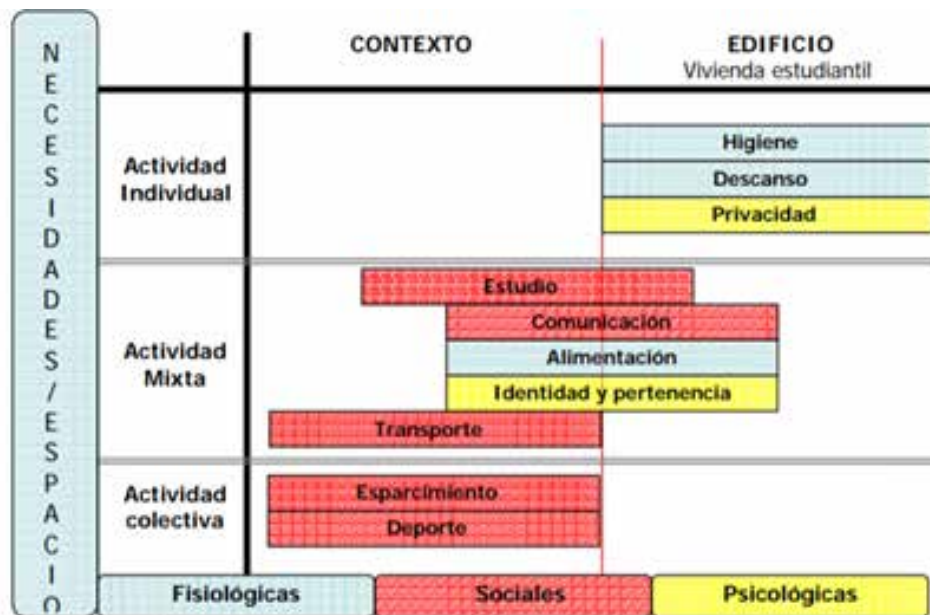 NECESIDADES/ESPACIO
CONTEXTO
EDIFICIO
Vivienda estudiantil
Actividad
Individual
Higiene
Descanso
Privacidad
Actividad
Mixta
Estudio
Comunicación
Alimentación
Identidad y pertenencia
Transporte
Actividad
colectiva
Esparcimiento
Deporte
Fisiológicas
Sociales
Psicológicas